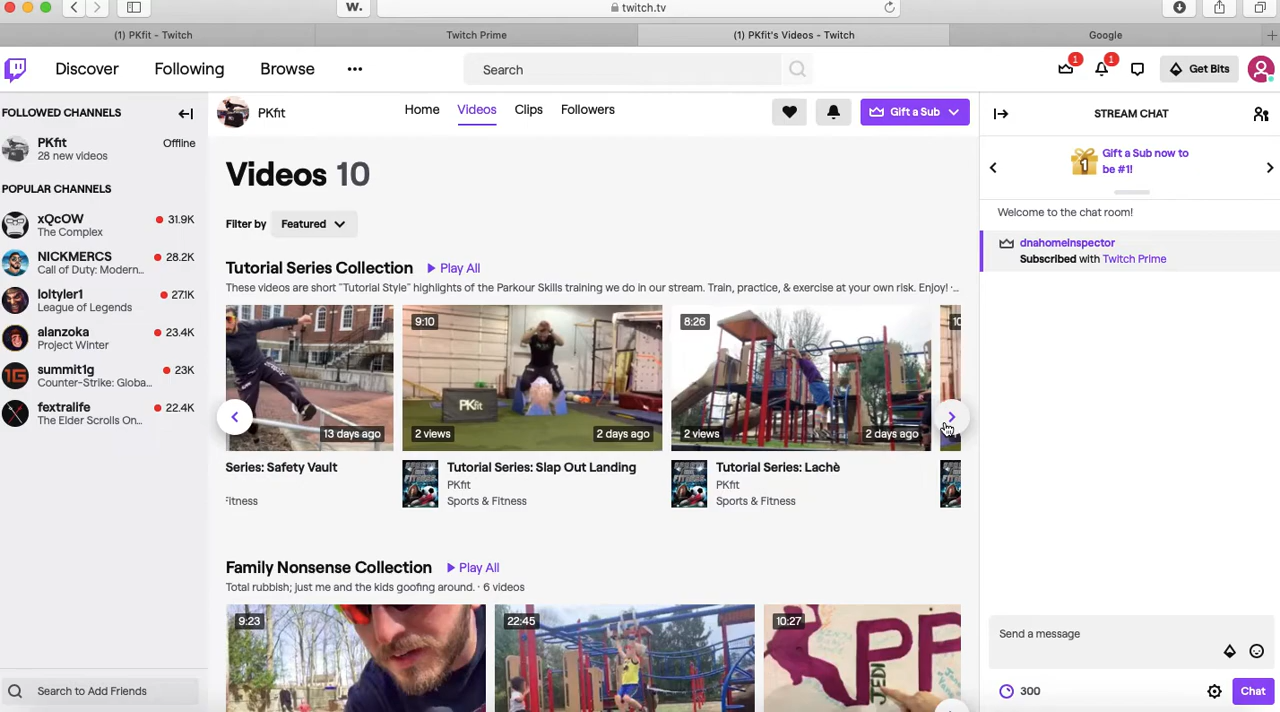 W.
twitch.tv
(1) PKfit - Twitch
Twitch Prime
(1) PKfit's Videos - Twitch
Google
Discover
Following
Browse
Search
1
1
Get Bits
FOLLOWED CHANNELS
PKfit
Offline
28 new videos
POPULAR CHANNELS
xQcOW
31.9K
The Complex
NICKMERCS
28.2K
Call of Duty: Modern...
loltyler1
27.1K
League of Legends
alanzoka
23.4K
Project Winter
summit1g
23K
Counter-Strike: Globa...
fextralife
22.4K
The Elder Scrolls On...
Search to Add Friends
PKfit
Home
Videos
Clips
Followers
Gift a Sub
Videos 10
Filter by
Featured
Tutorial Series Collection
Play All
These videos are short "Tutorial Style" highlights of the Parkour Skills training we do in our stream. Train, practice, & exercise at your own risk. Enjoy! ·...
13 days ago
Series: Safety Vault
Fitness
9:10
PKfit
2 views
2 days ago
Tutorial Series: Slap Out Landing
PKfit
Sports & Fitness
8:26
2 views
2 days ago
Tutorial Series: Lachè
PKfit
Sports & Fitness
10
Family Nonsense Collection
Play All
Total rubbish; just me and the kids goofing around. · 6 videos
9:23
22:45
10:27
JEDI
STREAM CHAT
1
Gift a Sub now to
be #1!
Welcome to the chat room!
dnahomeinspector
Subscribed with Twitch Prime
Send a message
300
Chat